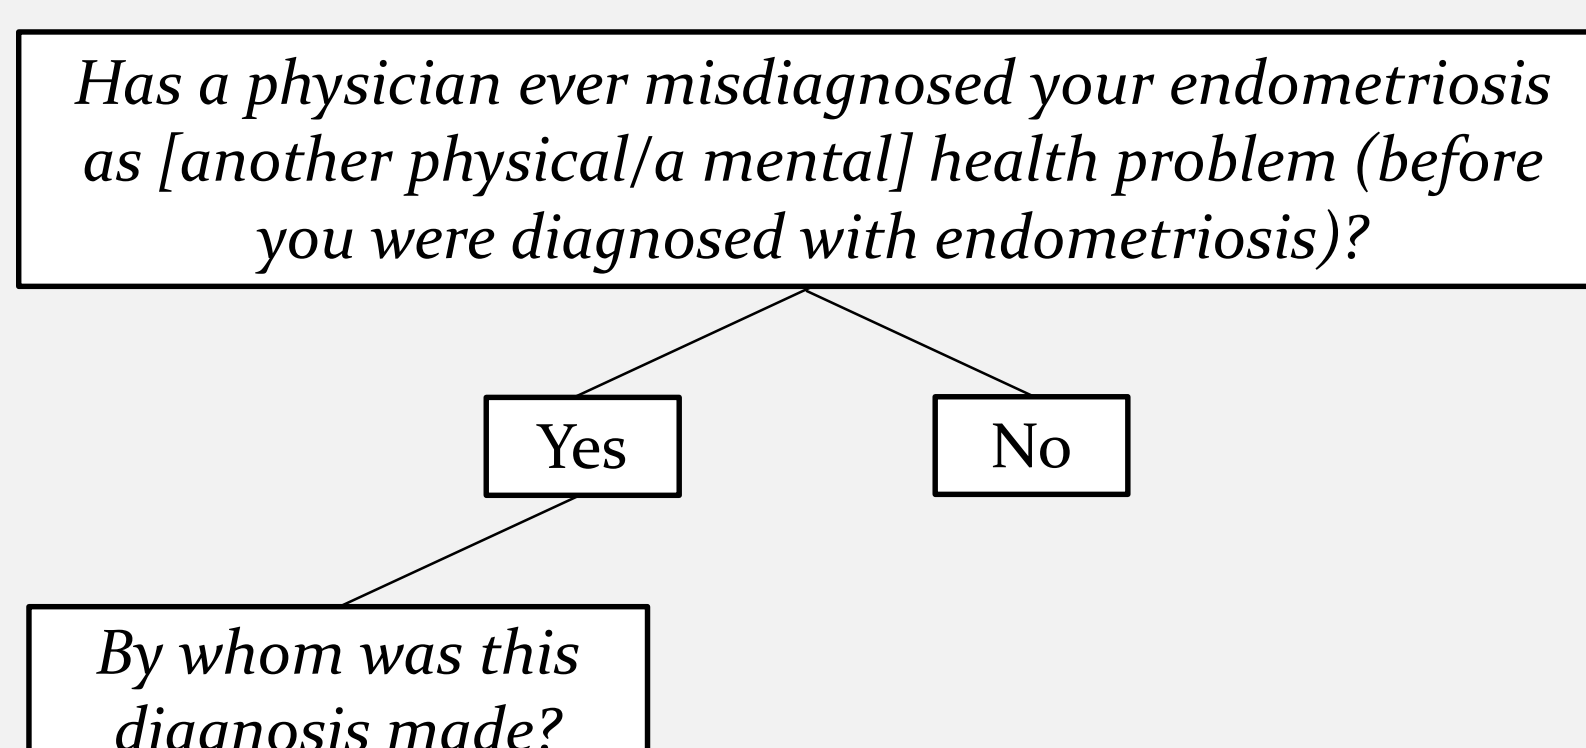 Has a physician ever misdiagnosed your endometriosis
as [another physical/a mental] health problem (before
you were diagnosed with endometriosis)?
Yes
No
By whom was this
diagnosis made?